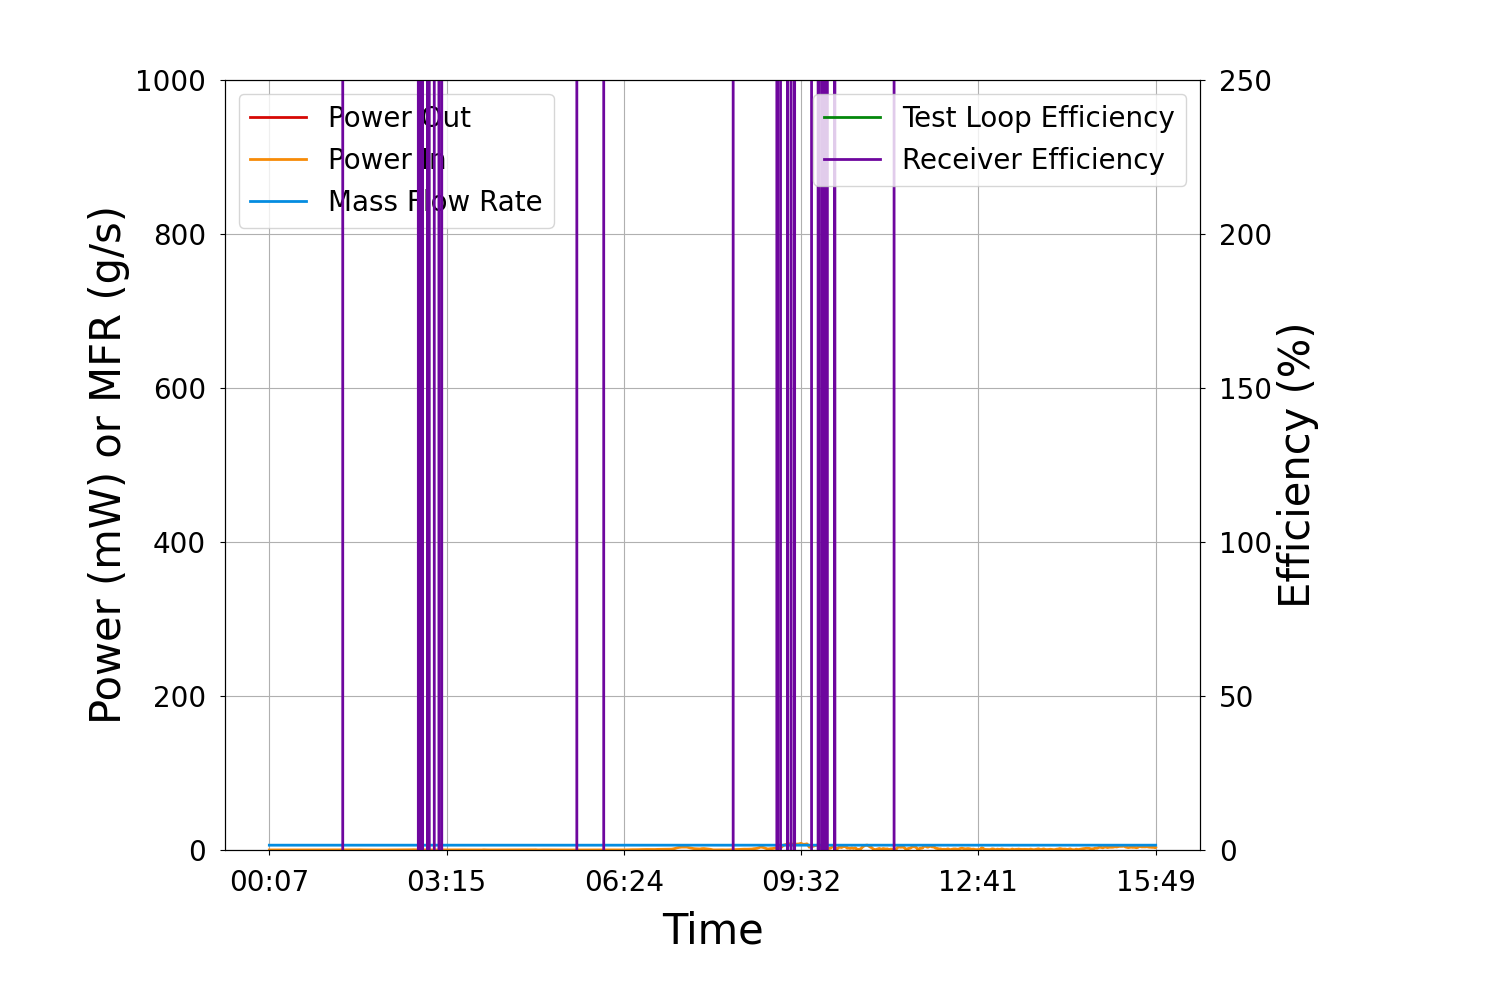 1000
800
600
400
200
0
Power (mW) or MFR (g/s)
Power Out
Power In
Mass Flow Rate
Test Loop Efficiency
Receiver Efficiency
250
200
150
100
50
0
Efficiency (%)
00:07 03:15 06:24 09:32 12:41 15:49
Time